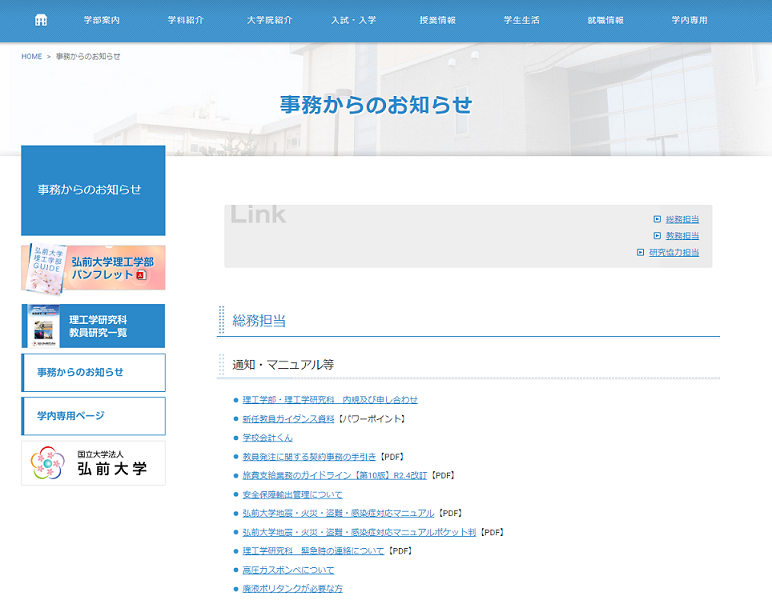 学部案内 学科紹介 大学院紹介 入試・入学 授業情報 学生生活 就職情報 学内専用
HOME > 事務からのお知らせ
事務からのお知らせ
事務からのお知らせ
Link
総務担当
教務担当
研究協力担当
弘前大学
理工学部
GUIDE
弘前大学理工学部
パンフレット
理工学研究科
教員研究一覧
事務からのお知らせ
学内専用ページ
国立大学法人
弘前大学
総務担当
通知・マニュアル等
理工学部・理工学研究科 内規及び申し合わせ
新任教員ガイダンス資料【パワーポイント】
学校会計くん
教員発注に関する契約事務の手引き【PDF】
旅費支給業務のガイドライン【第10版】R2.4改訂【PDF】
安全保障輸出管理について
弘前大学地震・火災・盗難・感染症対応マニュアル【PDF】
弘前大学地震・火災・盗難・感染症対応マニュアルポケット判【PDF】
理工学研究科 緊急時の連絡について【PDF】
高圧ガスボンベについて
廃液ポリタンクが必要な方